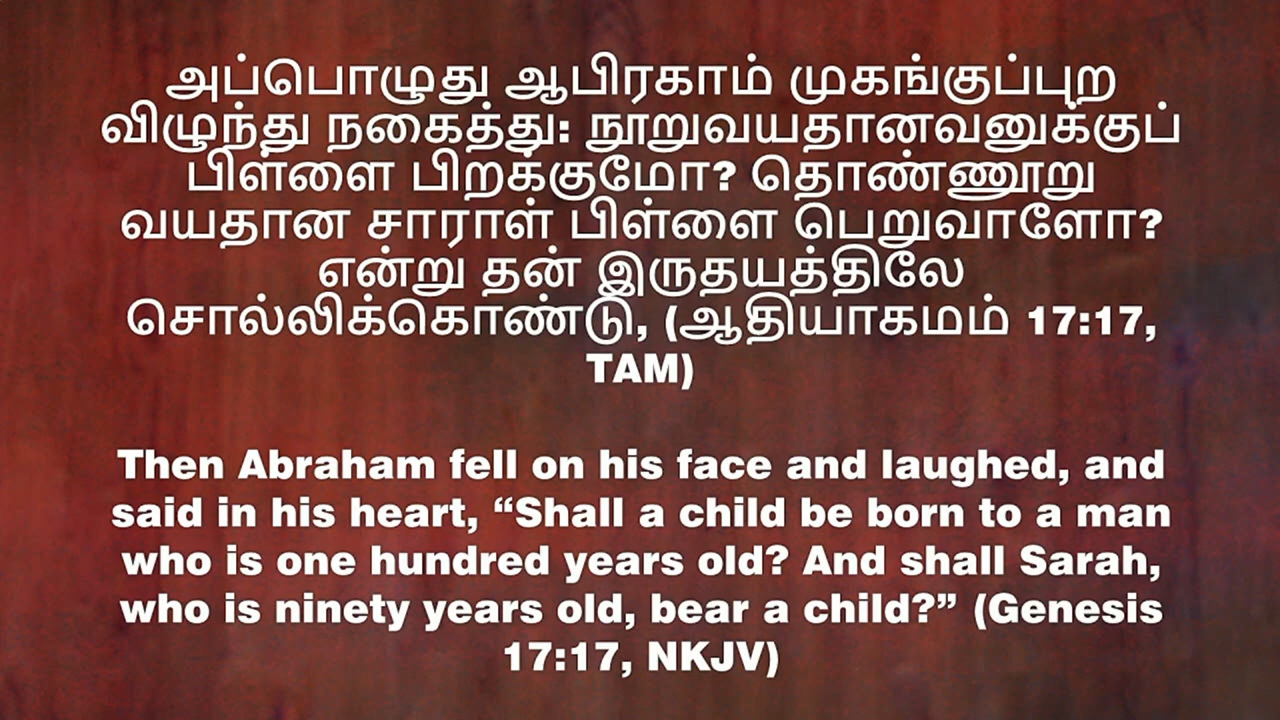 அப்பொழுது ஆபிரகாம் முகங்குப்புற
விழுந்து நகைத்து: நூறுவயதானவனுக்குப்
பிள்ளை பிறக்குமோ? தொண்ணூறு
வயதான சாராள் பிள்ளை பெறுவாளோ?
என்று தன் இருதயத்திலே
சொல்லிக்கொண்டு, (ஆதியாகமம் 17:17,
TAM)
Then Abraham fell on his face and laughed, and
said in his heart, “Shall a child be born to a man
who is one hundred years old? And shall Sarah,
who is ninety years old, bear a child?” (Genesis
17:17, NKJV)